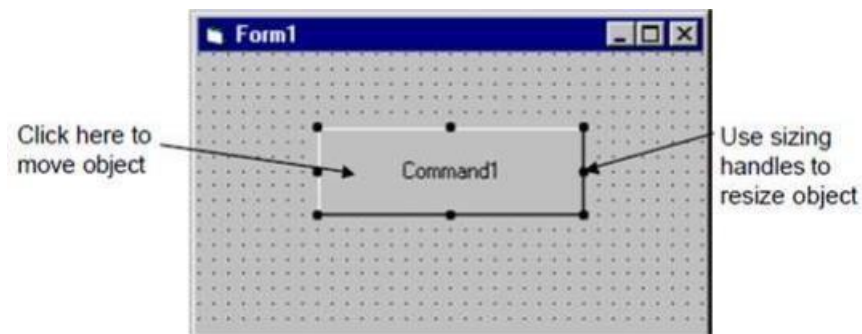 Form1
Click here to
move object
Command1
Use sizing
handles to
resize object